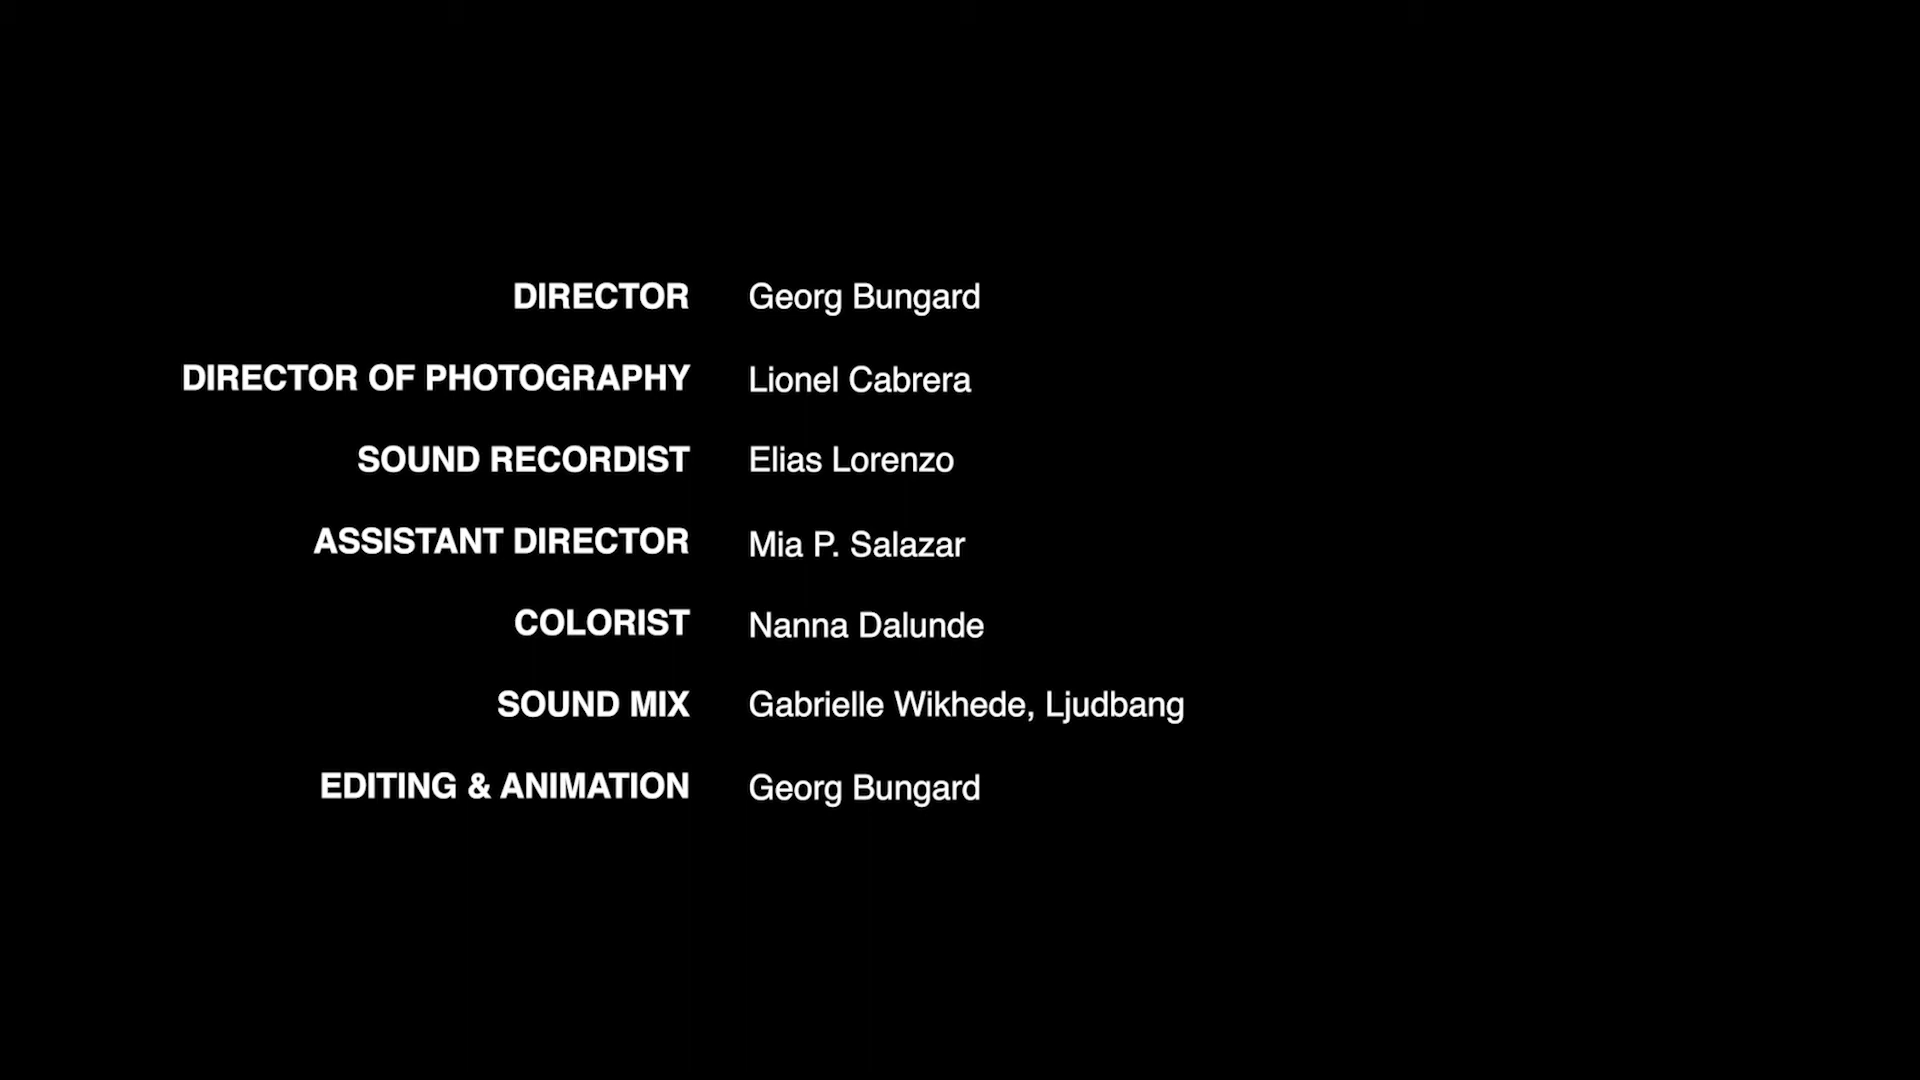 DIRECTOR Georg Bungard
DIRECTOR OF PHOTOGRAPHY Lionel Cabrera
SOUND RECORDIST Elias Lorenzo
ASSISTANT DIRECTOR Mia P. Salazar
COLORIST Nanna Dalunde
SOUND MIX Gabrielle Wikhede, Ljudbang
EDITING & ANIMATION Georg Bungard